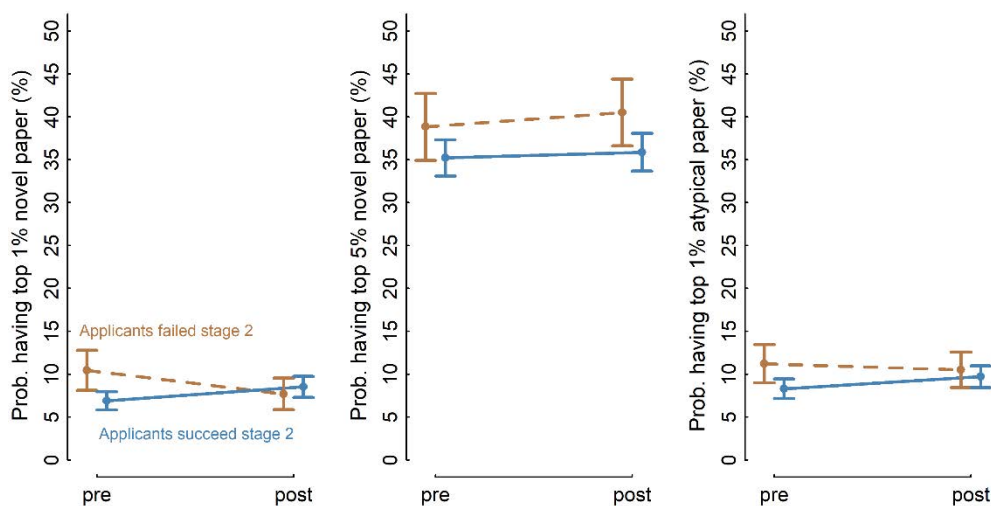 Prob. having top 1% novel paper (%)
0 5 10 15 20 25 30 35 40 45 50
Applicants failed stage 2
Applicants succeed stage 2
pre post
Prob. having top 5% novel paper (%)
0 5 10 15 20 25 30 35 40 45 50
pre post
Prob. having top 1% atypical paper (%)
0 5 10 15 20 25 30 35 40 45 50
pre post